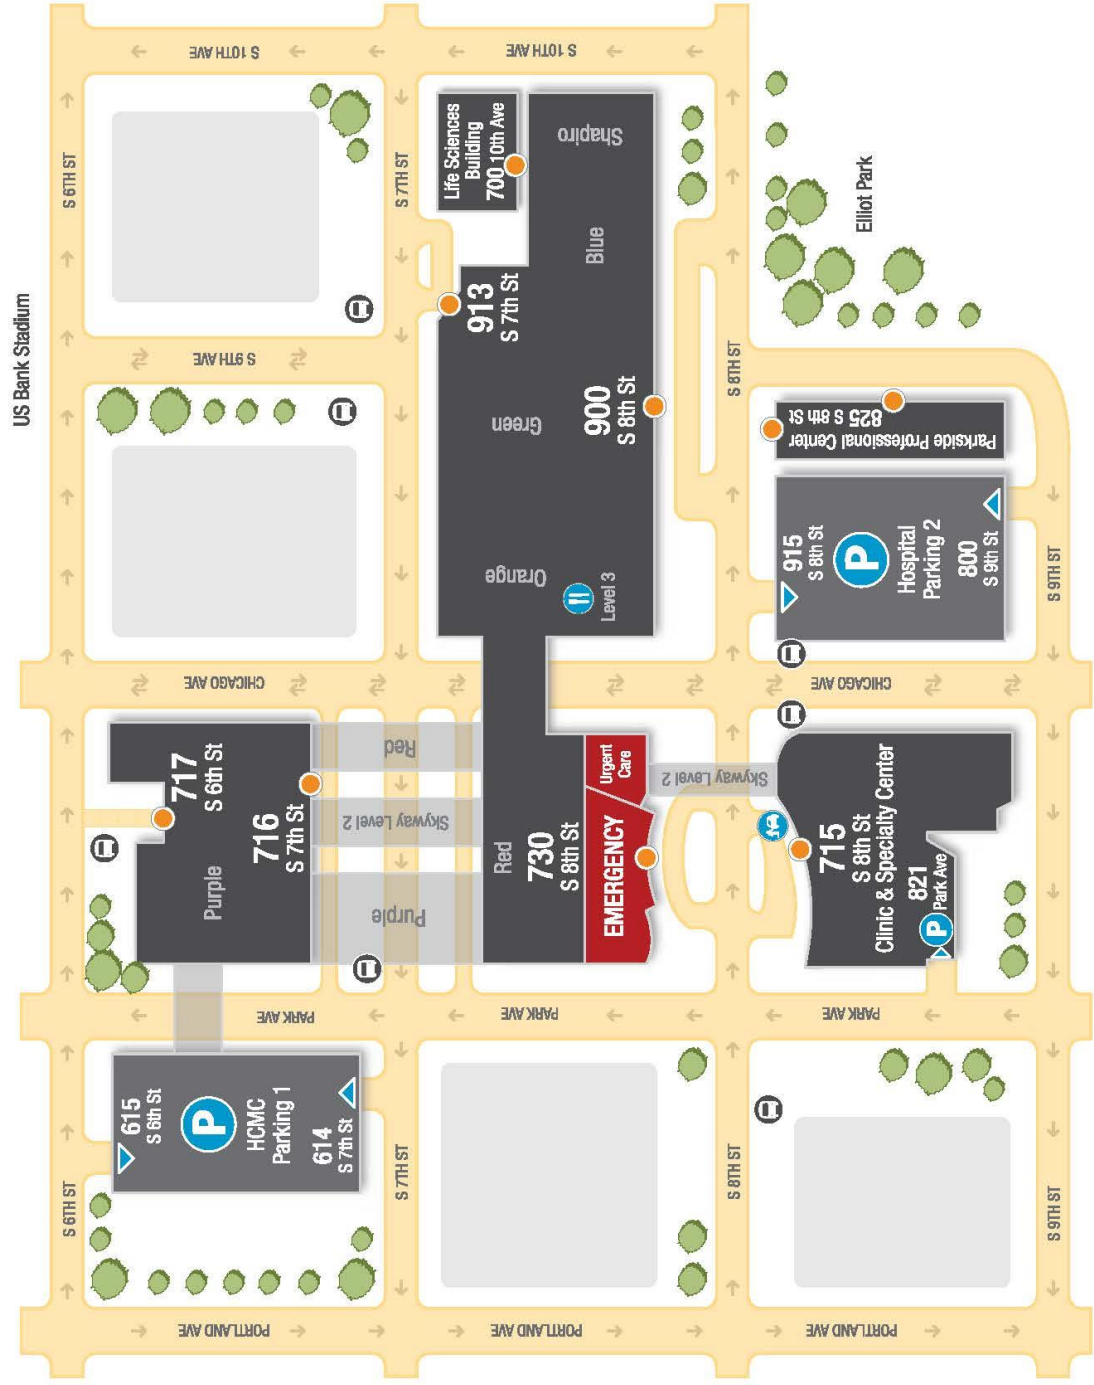 US Bank Stadium
S 6TH ST
S 6TH ST
S 7TH ST
S 7TH ST
S 8TH ST
S 8TH ST
S 9TH ST
S 9TH ST
PORTLAND AVE
PORTLAND AVE
PORTLAND AVE
PARK AVE
PARK AVE
PARK AVE
CHICAGO AVE
CHICAGO AVE
S 9TH AVE
S 10TH AVE
S 10TH AVE
615
S 6th St
P
HCMC
Parking 1
614
S 7th St
717
S 6th St
Purple
716
S 7th St
Purple
Skyway Level 2
Red
Red
730
S 8th St
EMERGENCY
Urgent
Care
Skyway Level 2
715
S 8th St
Clinic & Specialty Center
821
Park Ave
P
Orange
Level 3
Green
900
S 8th St
913
S 7th St
Blue
Shapiro
Life Sciences
Building
700 10th Ave
915
S 8th St
P
Hospital
Parking 2
800
S 9th St
Parkside Professional Center
825 S 8th St
Elliot Park